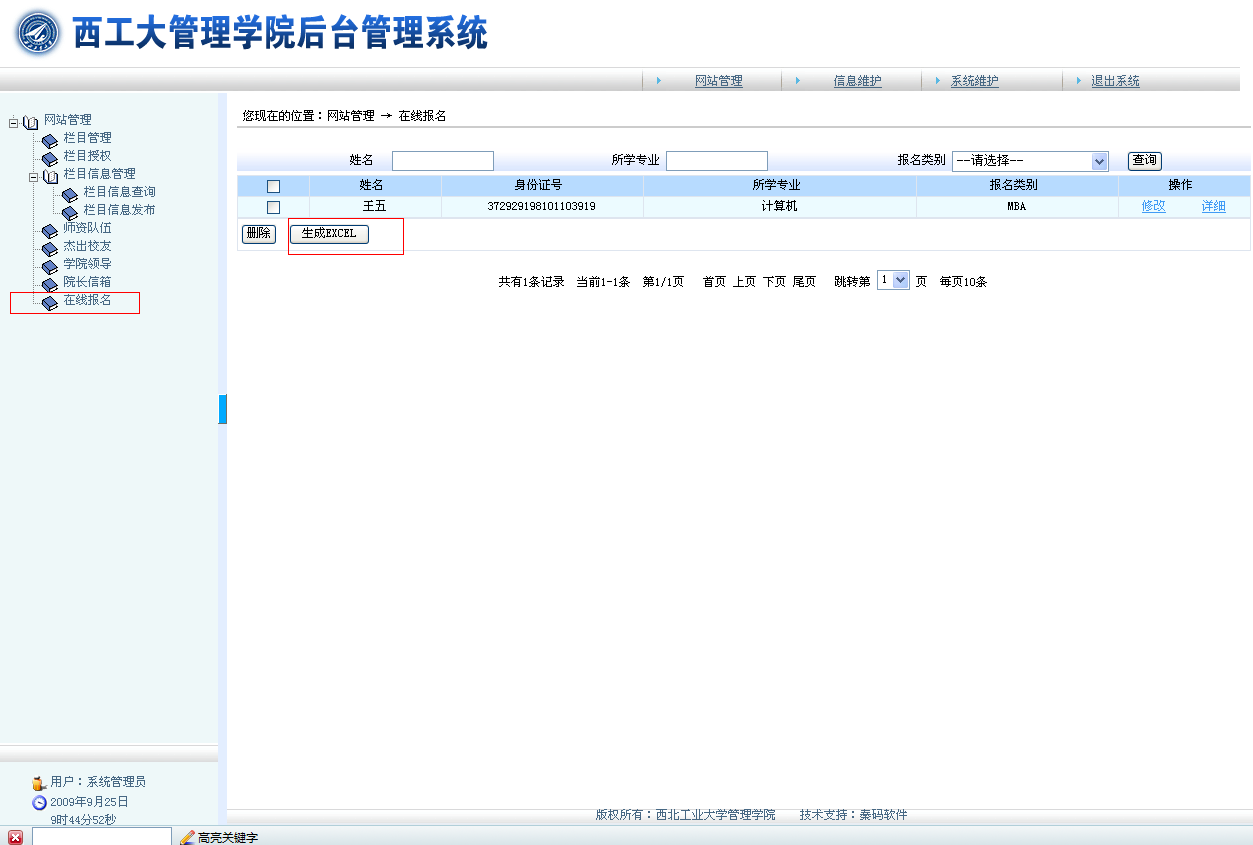 西工大管理学院后台管理系统
网站管理 信息维护 系统维护 退出系统
网站管理
栏目管理
栏目授权
栏目信息管理
栏目信息查询
栏目信息发布
师资队伍
杰出校友
学院领导
院长信箱
在线报名
您现在的位置：网站管理 → 在线报名
姓名 所学专业 报名类别 --请选择-- 查询
姓名 身份证号 所学专业 报名类别 操作
王五 372929198101103919 计算机 MBA 修改 详细
删除 生成EXCEL
共有1条记录 当前1-1条 第1/1页 首页 上页 下页 尾页 跳转第 1 页 每页10条
用户：系统管理员
2009年9月25日
9时44分52秒
版权所有：西北工业大学管理学院 技术支持：秦码软件
高亮关键字